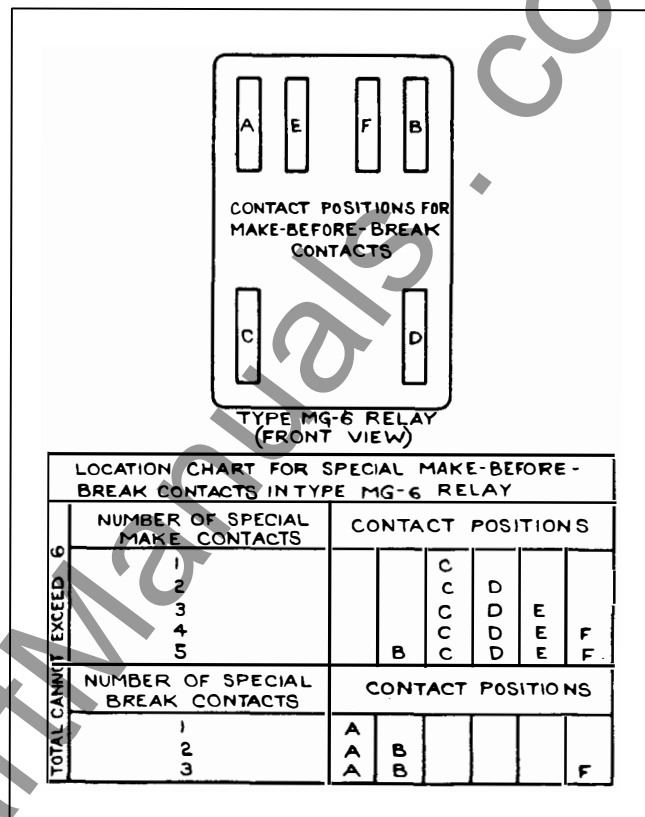 A E F B
CONTACT POSITIONS FOR
MAKE-BEFORE-BREAK
CONTACTS
C D
TYPE MG-6 RELAY
(FRONT VIEW)
LOCATION CHART FOR SPECIAL MAKE-BEFORE-
BREAK CONTACTS IN TYPE MG-6 RELAY
TOTAL CANNOT EXCEED 6
NUMBER OF SPECIAL
MAKE CONTACTS
CONTACT POSITIONS
1 C
2 C D
3 C D E
4 C D E F
5 B C D E F
NUMBER OF SPECIAL
BREAK CONTACTS
CONTACT POSITIONS
1 A
2 A B
3 A B F